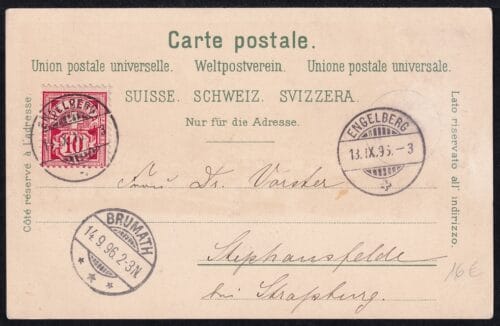 Carte postale.
Union postale universelle. Weltpostverein. Unione postale universale.
SUISSE. SCHWEIZ. SVIZZERA.
Nur für die Adresse.
Côté réservé à l'adresse.
Lato riservato all' indirizzo.
ENGELBERG
10
ENGELBERG
13.IX.96.-3
Frau Dr. Vorster
BRUMATH
14.9.96.2-3N.
Stephansfelde
bei Straßburg.
16€